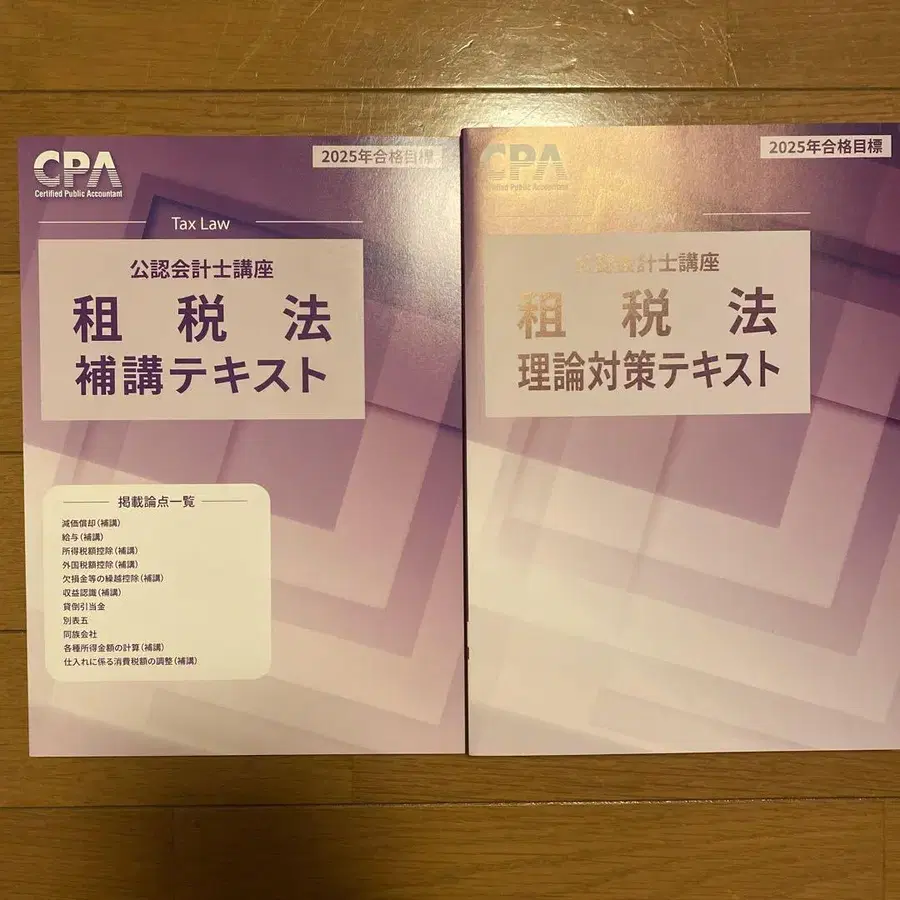 CPA
Certified Public Accountant
2025年合格目標
Tax Law
公認会計士講座
租税法
補講テキスト
掲載論点一覧
減価償却(補講)
給与(補講)
所得税額控除(補講)
外国税額控除(補講)
欠損金等の繰越控除(補講)
収益認識(補講)
貸倒引当金
別表五
同族会社
各種所得金額の計算(補講)
仕入れに係る消費税額の調整(補講)
CPA
Certified Public Accountant
2025年合格目標
Law
公認会計士講座
租税法
理論対策テキスト